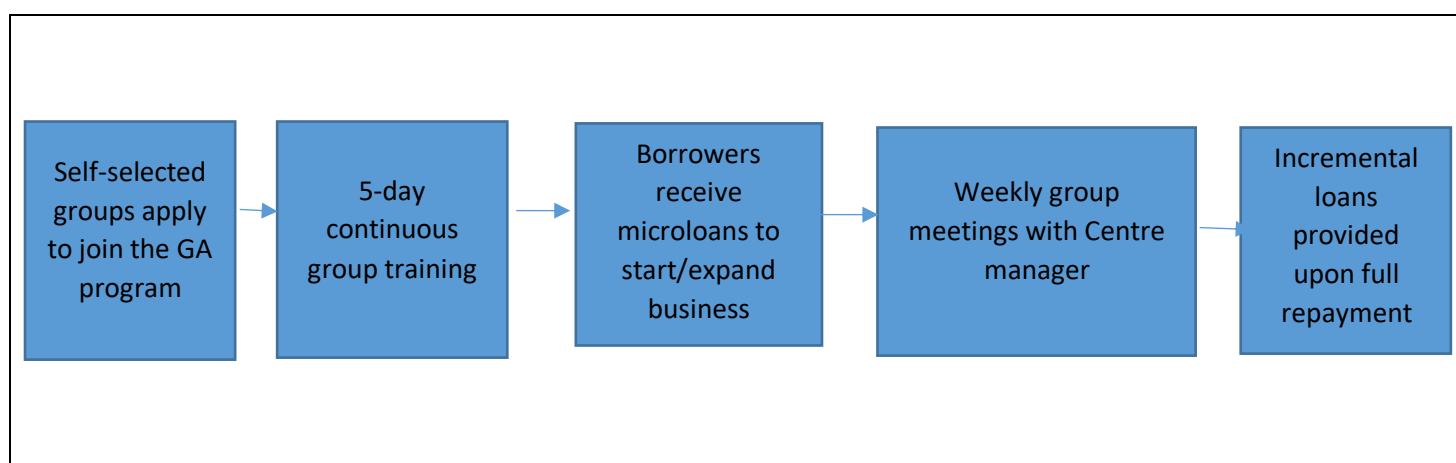 Self-selected
groups apply
to join the GA
program
5-day
continuous
group training
Borrowers
receive
microloans to
start/expand
business
Weekly group
meetings with Centre
manager
Incremental
loans
provided
upon full
repayment